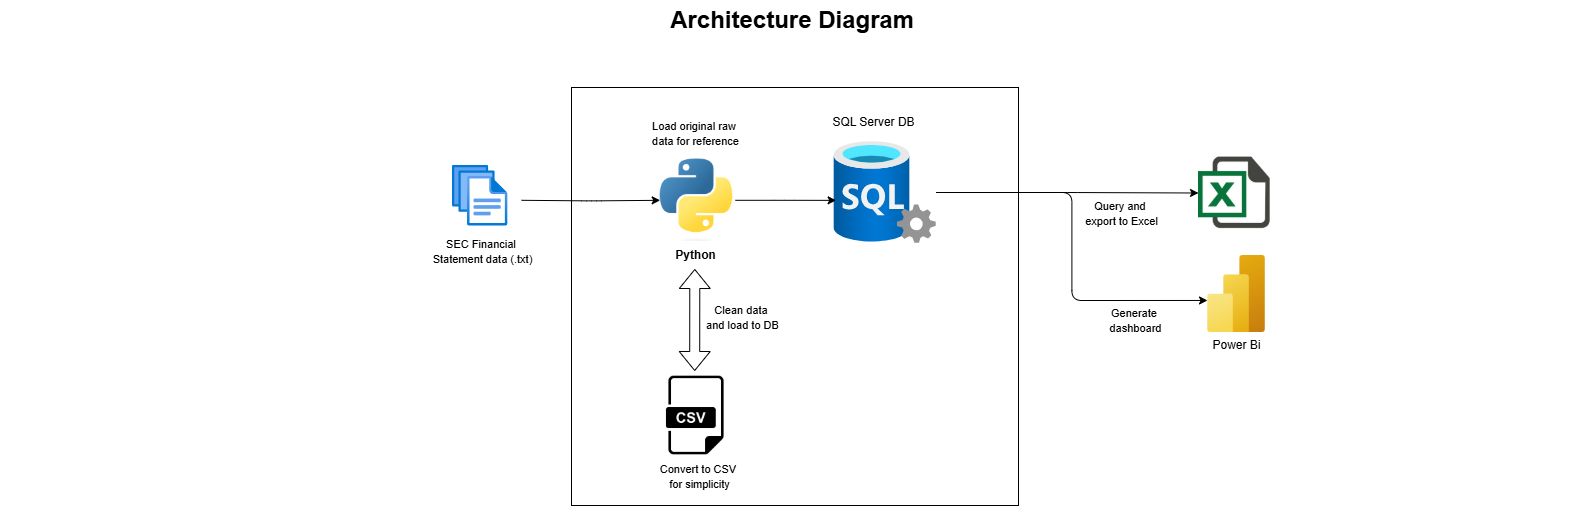 Architecture Diagram
Load original raw
data for reference
SQL Server DB
SQL
SEC Financial
Statement data (.txt)
Python
Query and
export to Excel
X
Clean data
and load to DB
Generate
dashboard
Power Bi
CSV
Convert to CSV
for simplicity